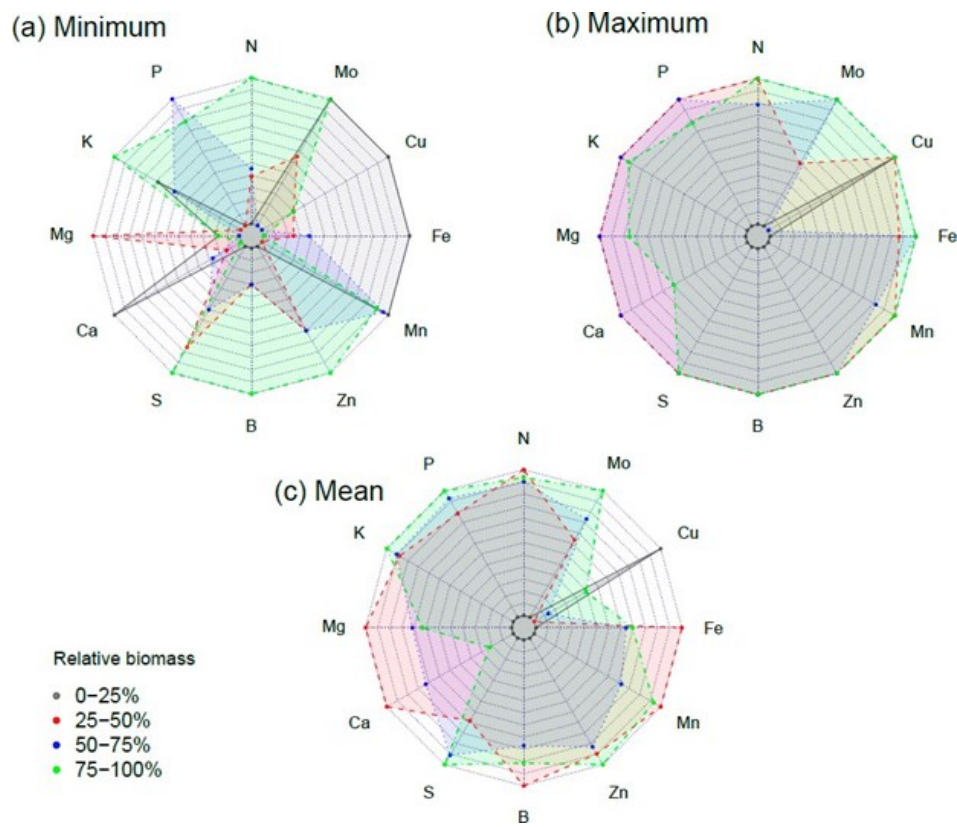 (a) Minimum
N
Mo
Cu
Fe
Mn
Zn
B
S
Ca
Mg
K
P
(b) Maximum
N
Mo
Cu
Fe
Mn
Zn
B
S
Ca
Mg
K
P
(c) Mean
N
Mo
Cu
Fe
Mn
Zn
B
S
Ca
Mg
K
P
Relative biomass
0−25%
25−50%
50−75%
75−100%